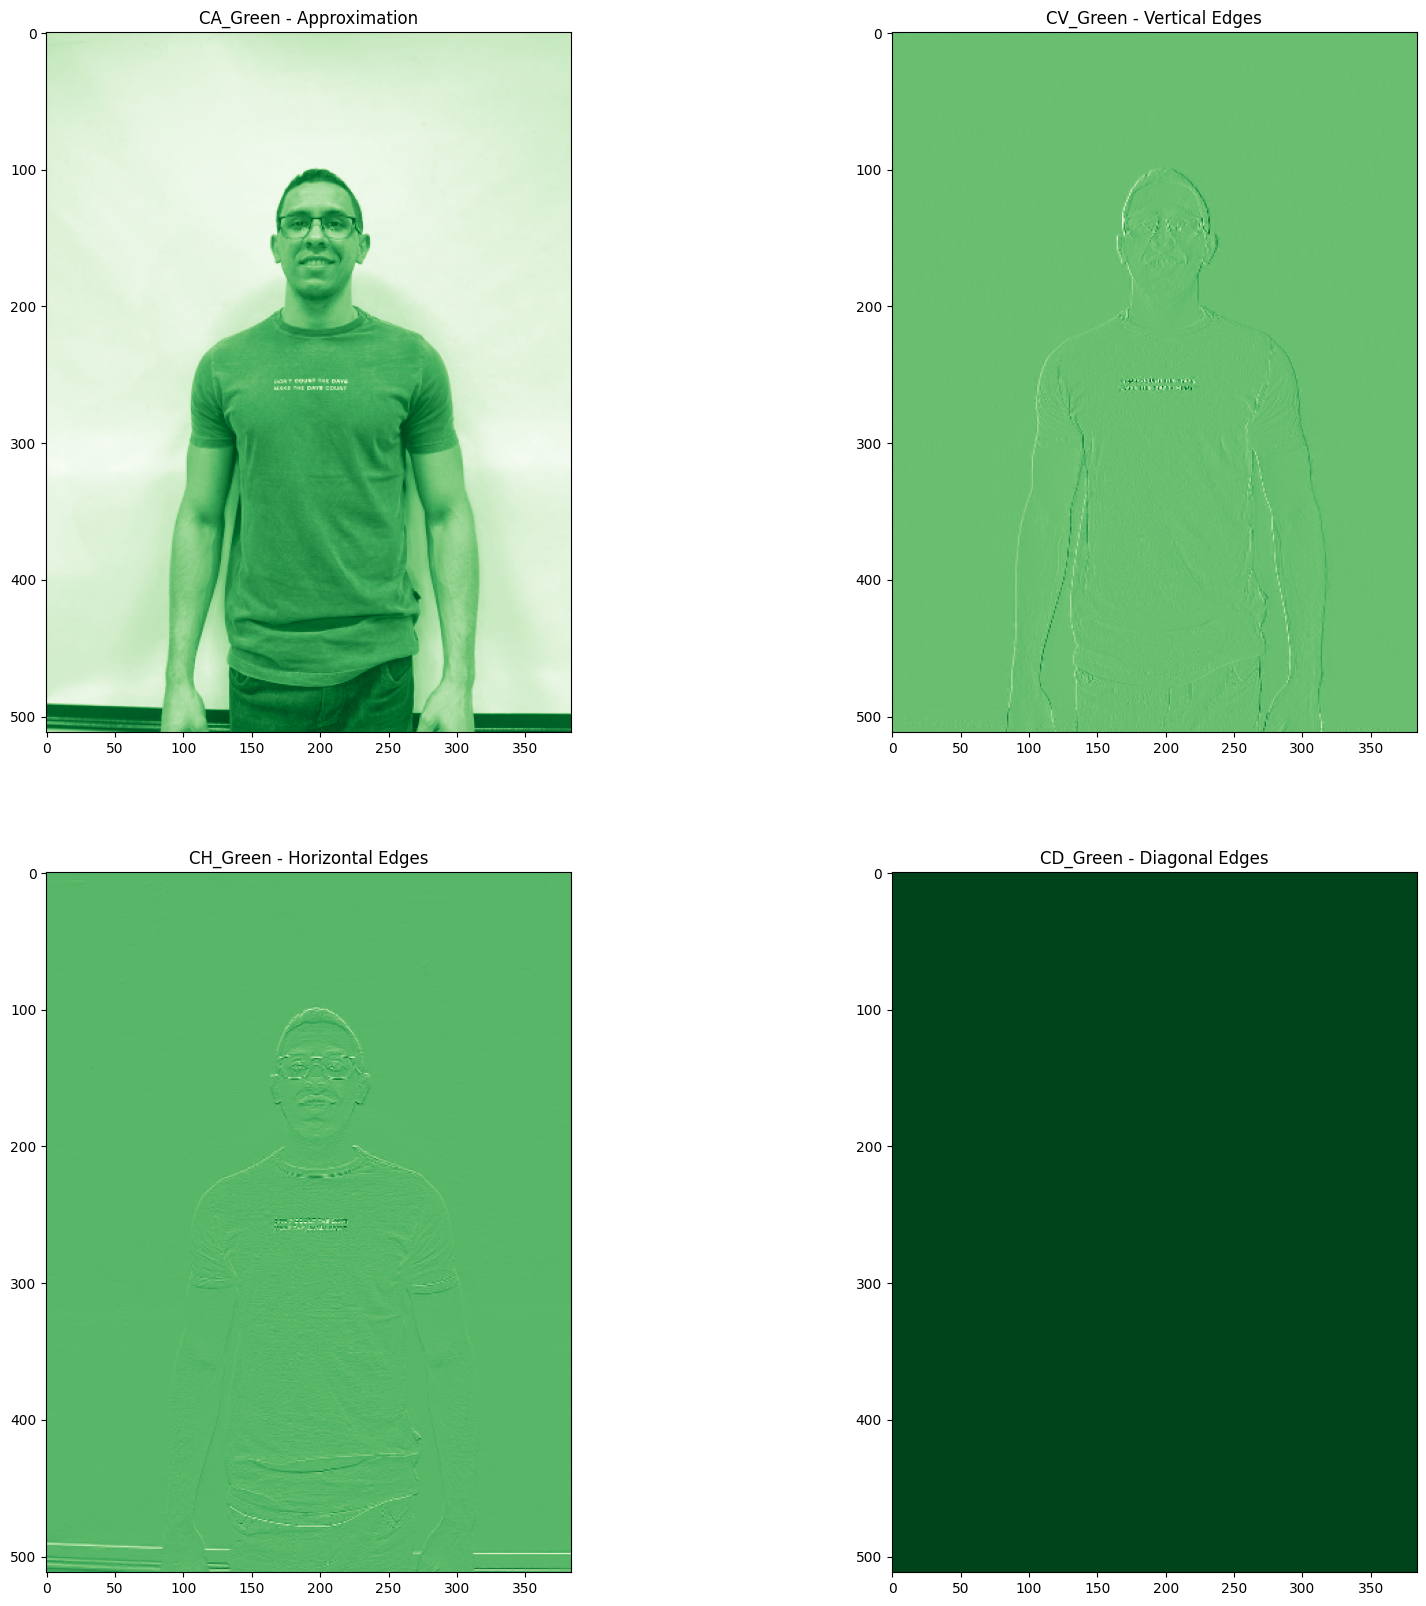 CA_Green - Approximation
0
100
200
300
400
500
0 50 100 150 200 250 300 350
DON'T COUNT THE DAYS
MAKE THE DAYS COUNT
CV_Green - Vertical Edges
0
100
200
300
400
500
0 50 100 150 200 250 300 350
CH_Green - Horizontal Edges
0
100
200
300
400
500
0 50 100 150 200 250 300 350
CD_Green - Diagonal Edges
0
100
200
300
400
500
0 50 100 150 200 250 300 350